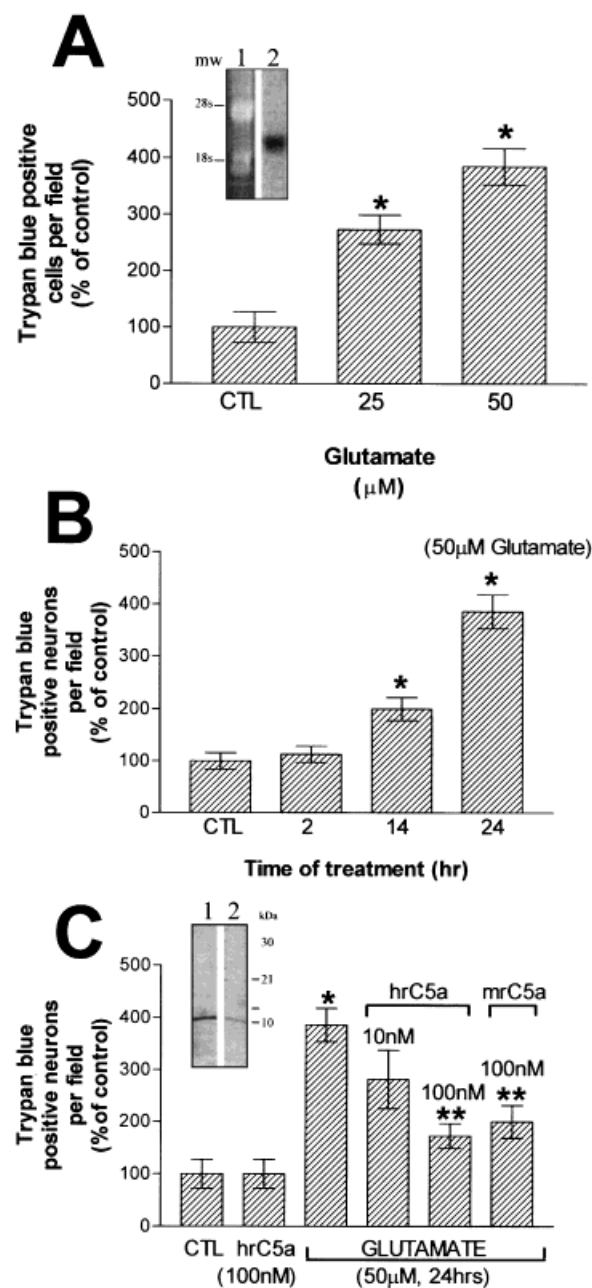 A
mw 1 2
28s
18s
Trypan blue positive
cells per field
(% of control)
500
400
300
200
100
0
*
*
CTL 25 50
Glutamate
(μM)
B
(50μM Glutamate)
Trypan blue
positive neurons
per field
(% of control)
500
400
300
200
100
0
*
*
CTL 2 14 24
Time of treatment (hr)
C
1 2 kDa
30
21
10
Trypan blue
positive neurons
per field
(%of control)
500
400
300
200
100
0
hrC5a mrC5a
*
10nM
100nM
**
100nM
**
CTL hrC5a GLUTAMATE
(100nM) (50μM, 24hrs)